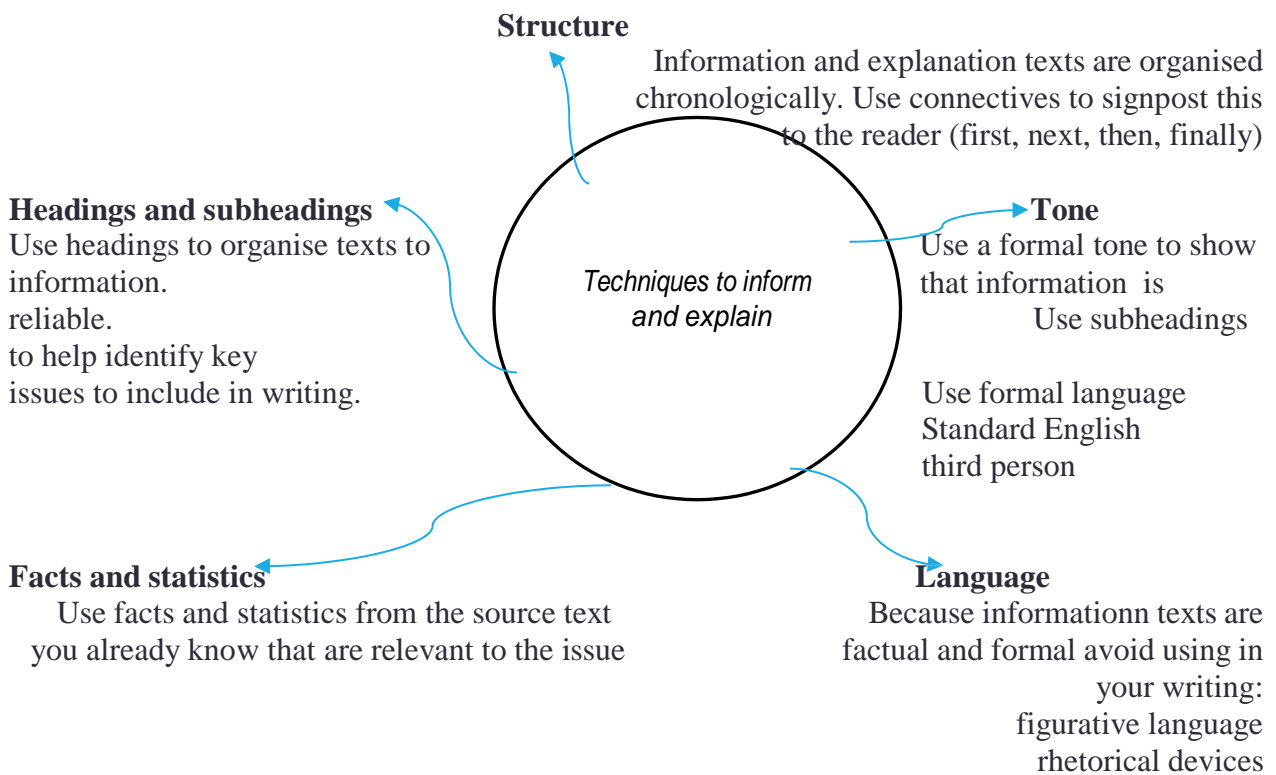 Structure
Information and explanation texts are organised
chronologically. Use connectives to signpost this
to the reader (first, next, then, finally)
Headings and subheadings
Use headings to organise texts to
information.
reliable.
to help identify key
issues to include in writing.
Techniques to inform
and explain
Tone
Use a formal tone to show
that information is
Use subheadings
Use formal language
Standard English
third person
Facts and statistics
Use facts and statistics from the source text
you already know that are relevant to the issue
Language
Because informationn texts are
factual and formal avoid using in
your writing:
figurative language
rhetorical devices